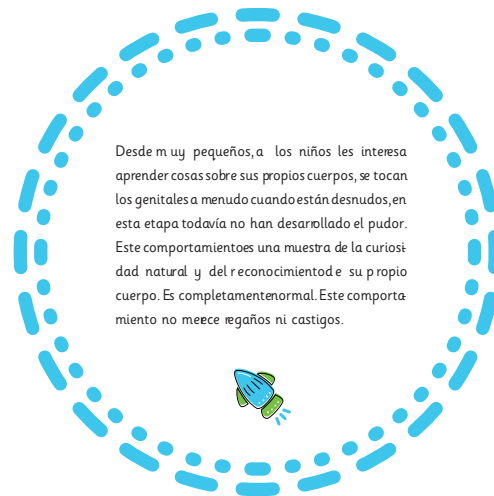 Desde muy pequeños, a los niños les interesa
aprender cosas sobre sus propios cuerpos, se tocan
los genitales a menudo cuando están desnudos, en
esta etapa todavía no han desarrollado el pudor.
Este comportamiento es una muestra de la curiosi-
dad natural y del reconocimiento de su propio
cuerpo. Es completamente normal. Este comporta-
miento no merece regaños ni castigos.